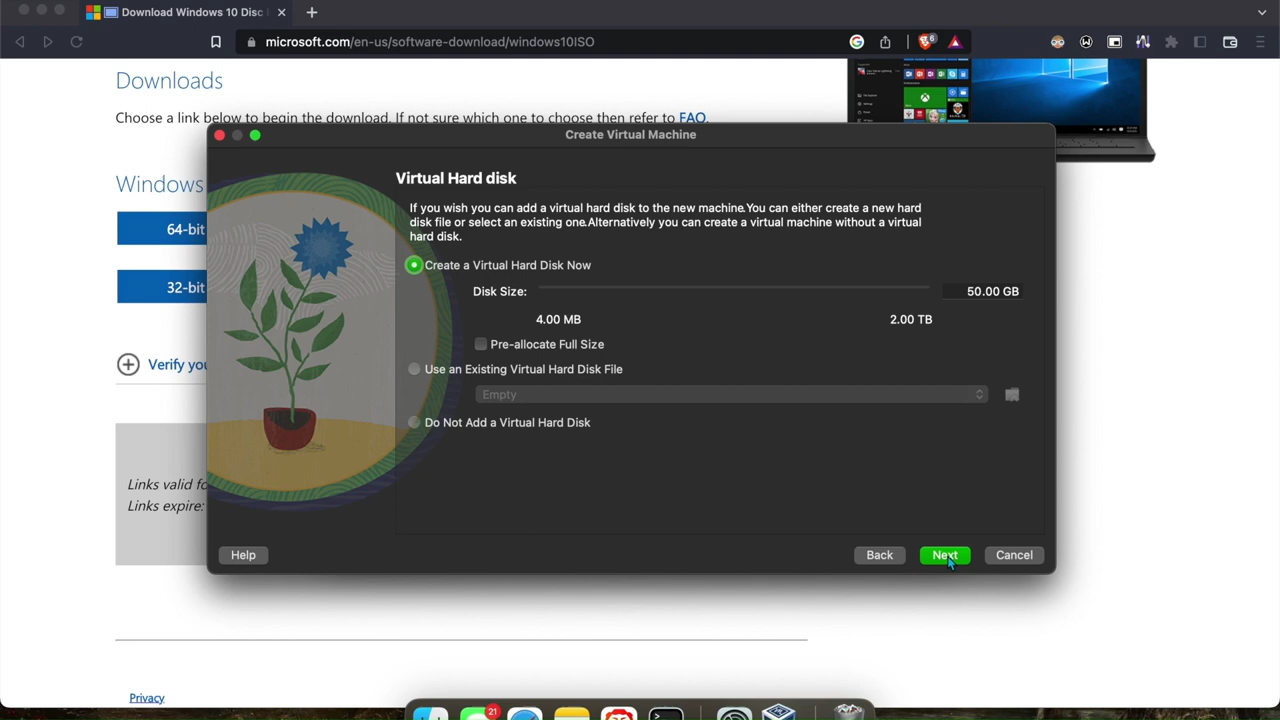 Download Windows 10 Disc
microsoft.com/en-us/software-download/windows10ISO
6
Downloads
Choose a link below to begin the download. If not sure which one to choose then refer to FAQ.
Create Virtual Machine
Windows
Virtual Hard disk
If you wish you can add a virtual hard disk to the new machine.You can either create a new hard
disk file or select an existing one.Alternatively you can create a virtual machine without a virtual
hard disk.
64-bit
Create a Virtual Hard Disk Now
32-bit
Disk Size:
50.00 GB
4.00 MB
2.00 TB
Pre-allocate Full Size
Verify you
Use an Existing Virtual Hard Disk File
Empty
Do Not Add a Virtual Hard Disk
Links valid fo
Links expire:
Help
Back
Next
Cancel
Privacy
21